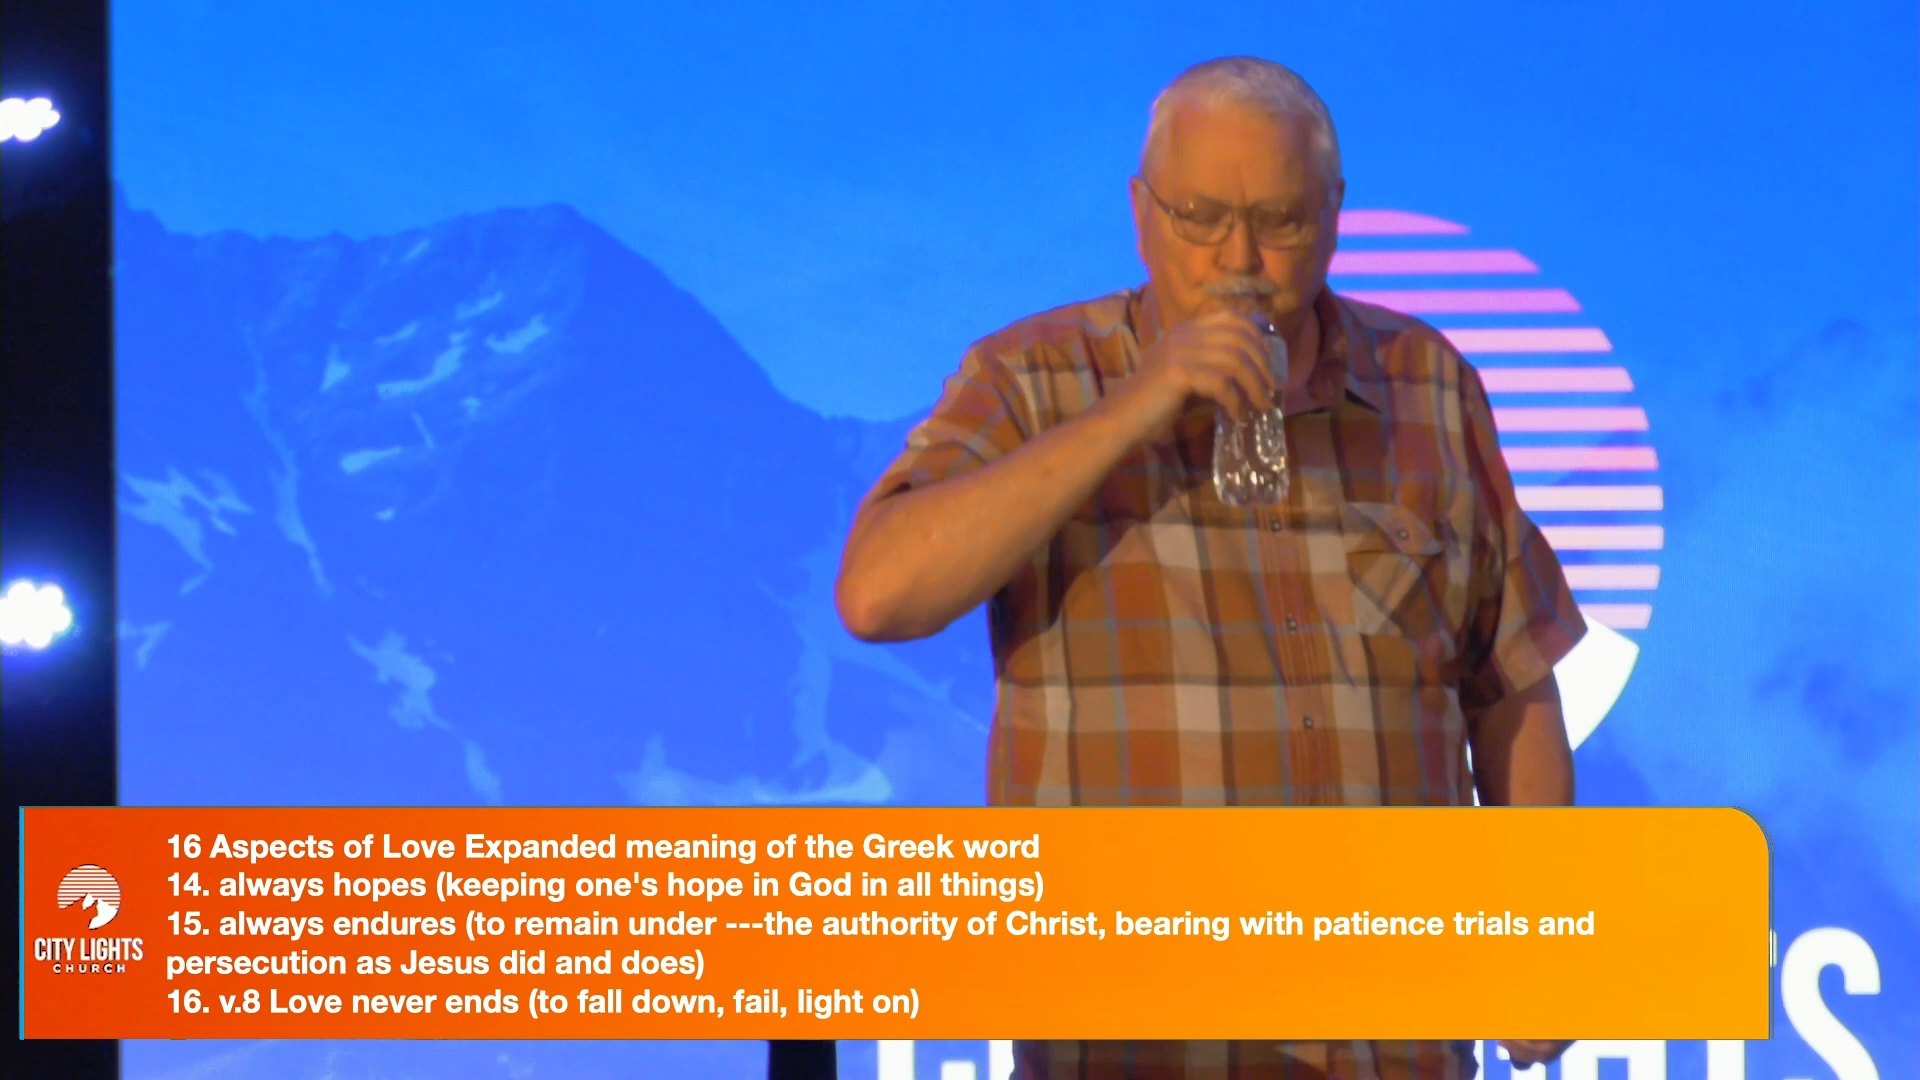 16 Aspects of Love Expanded meaning of the Greek word
14. always hopes (keeping one's hope in God in all things)
15. always endures (to remain under ---the authority of Christ, bearing with patience trials and
persecution as Jesus did and does)
16. v.8 Love never ends (to fall down, fail, light on)
CITY LIGHTS
CHURCH